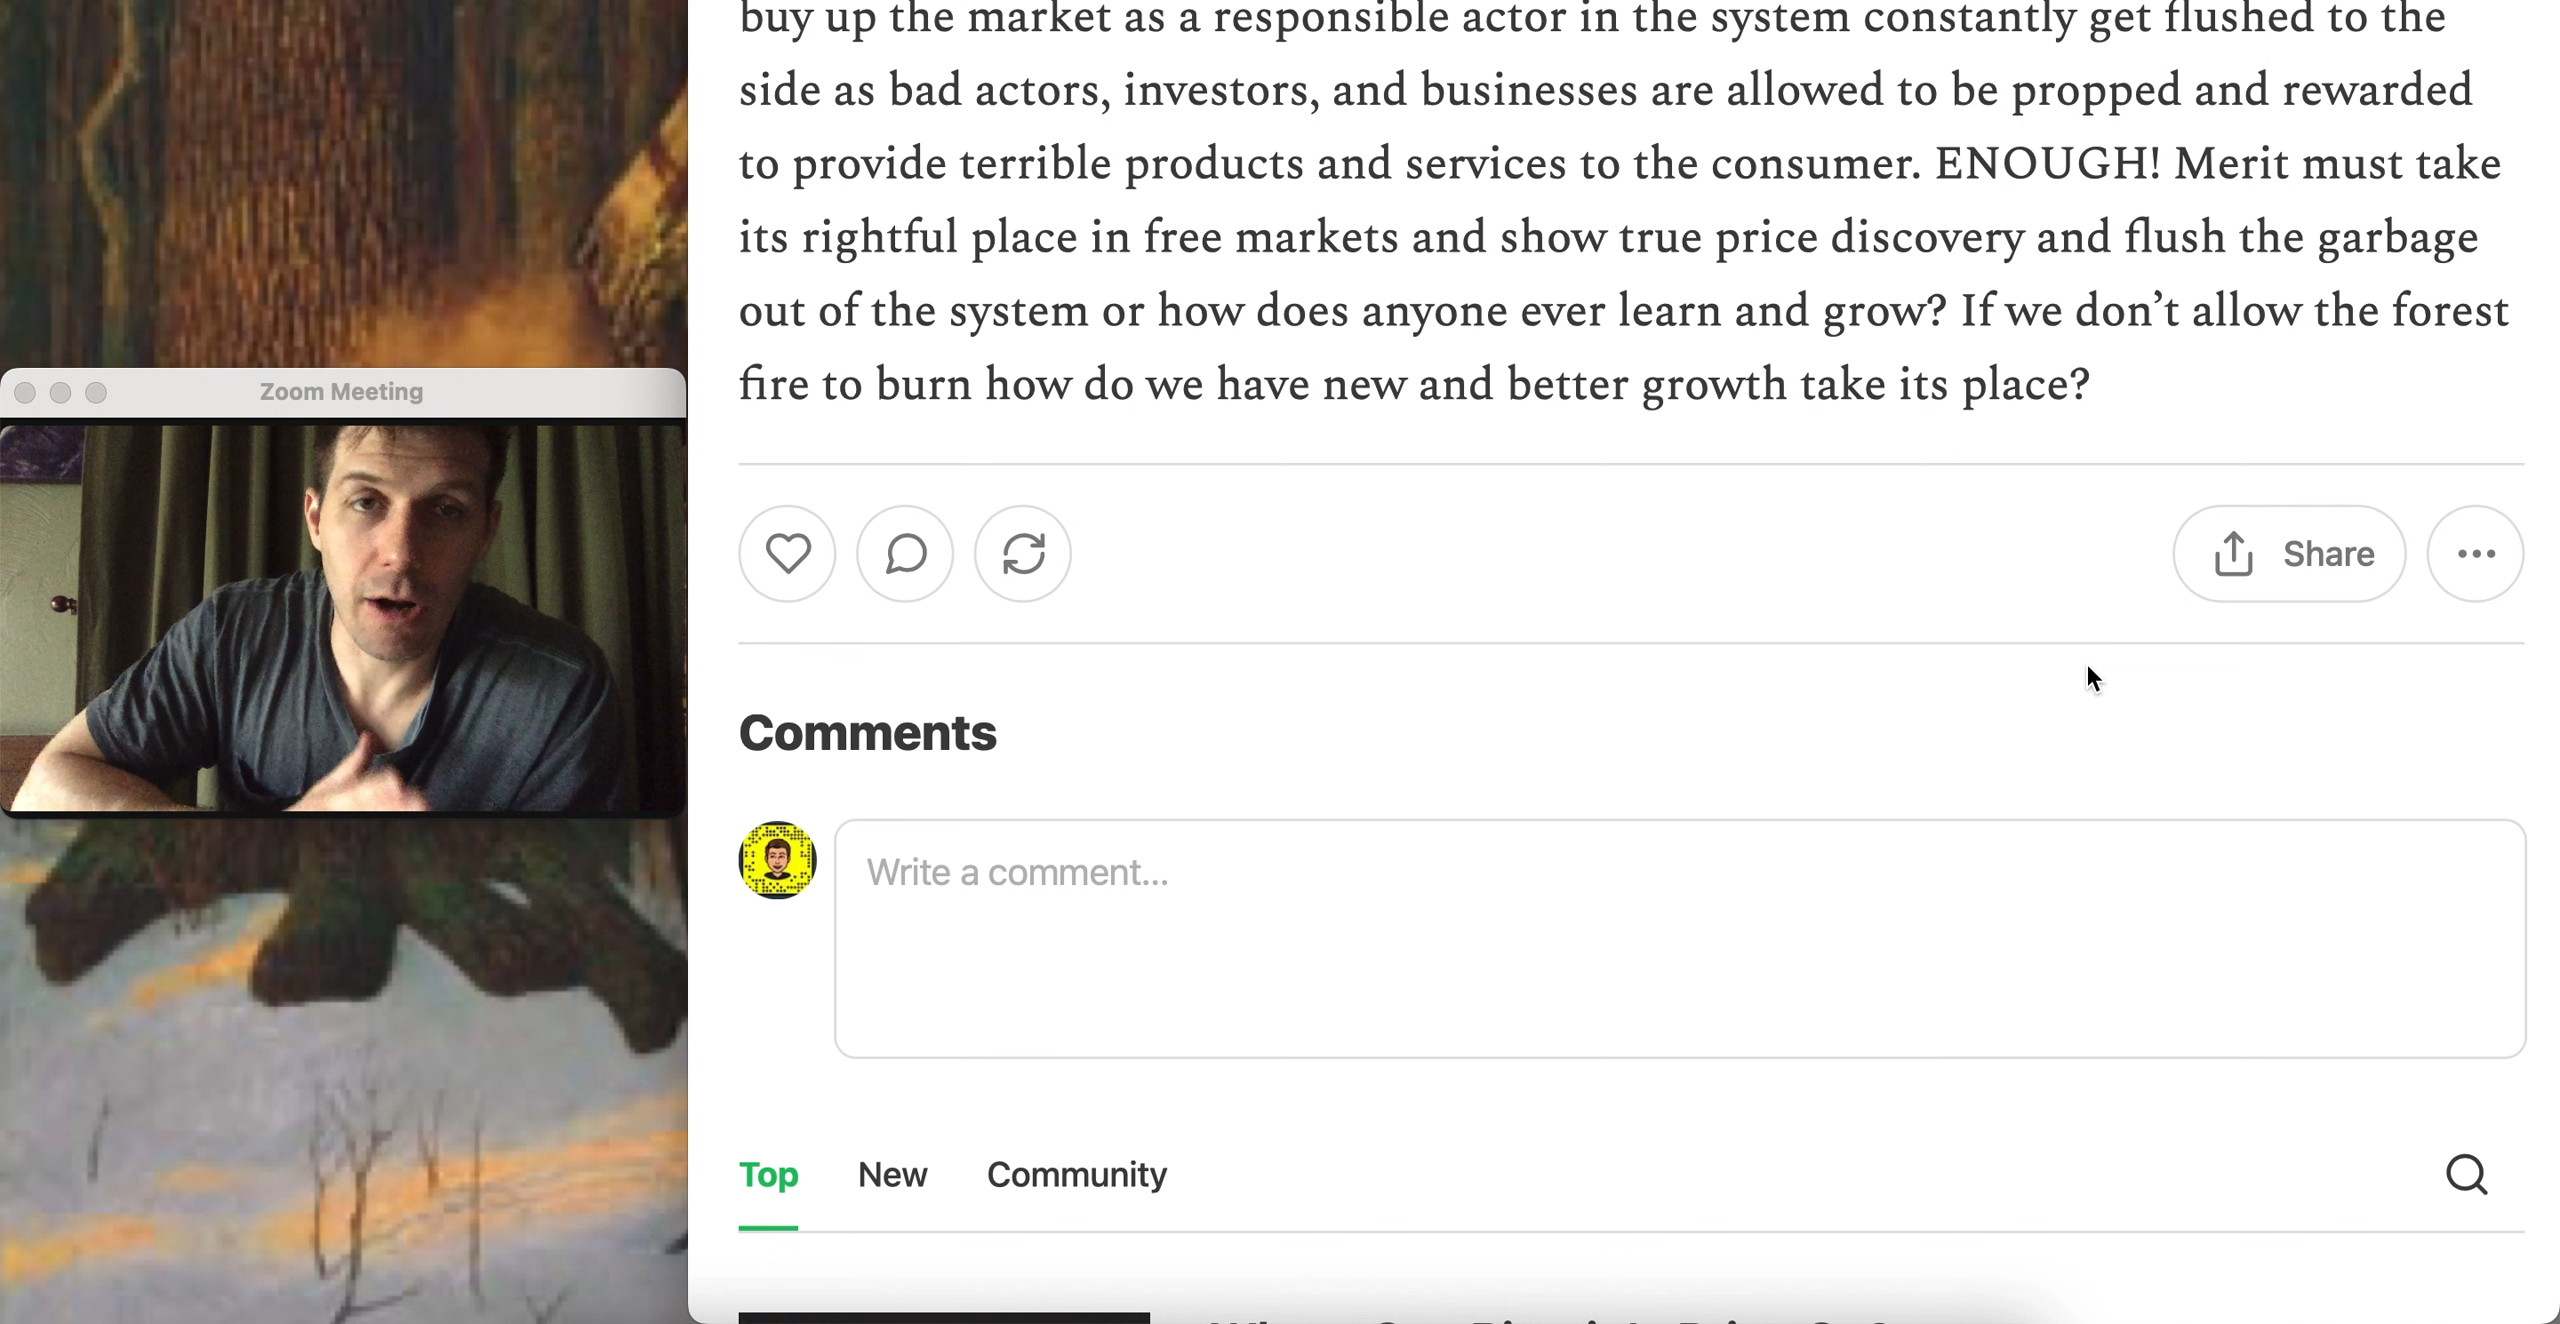 buy up the market as a responsible actor in the system constantly get flushed to the
side as bad actors, investors, and businesses are allowed to be propped and rewarded
to provide terrible products and services to the consumer. ENOUGH! Merit must take
its rightful place in free markets and show true price discovery and flush the garbage
out of the system or how does anyone ever learn and grow? If we don’t allow the forest
fire to burn how do we have new and better growth take its place?
Zoom Meeting
Share
Comments
Write a comment...
Top
New
Community